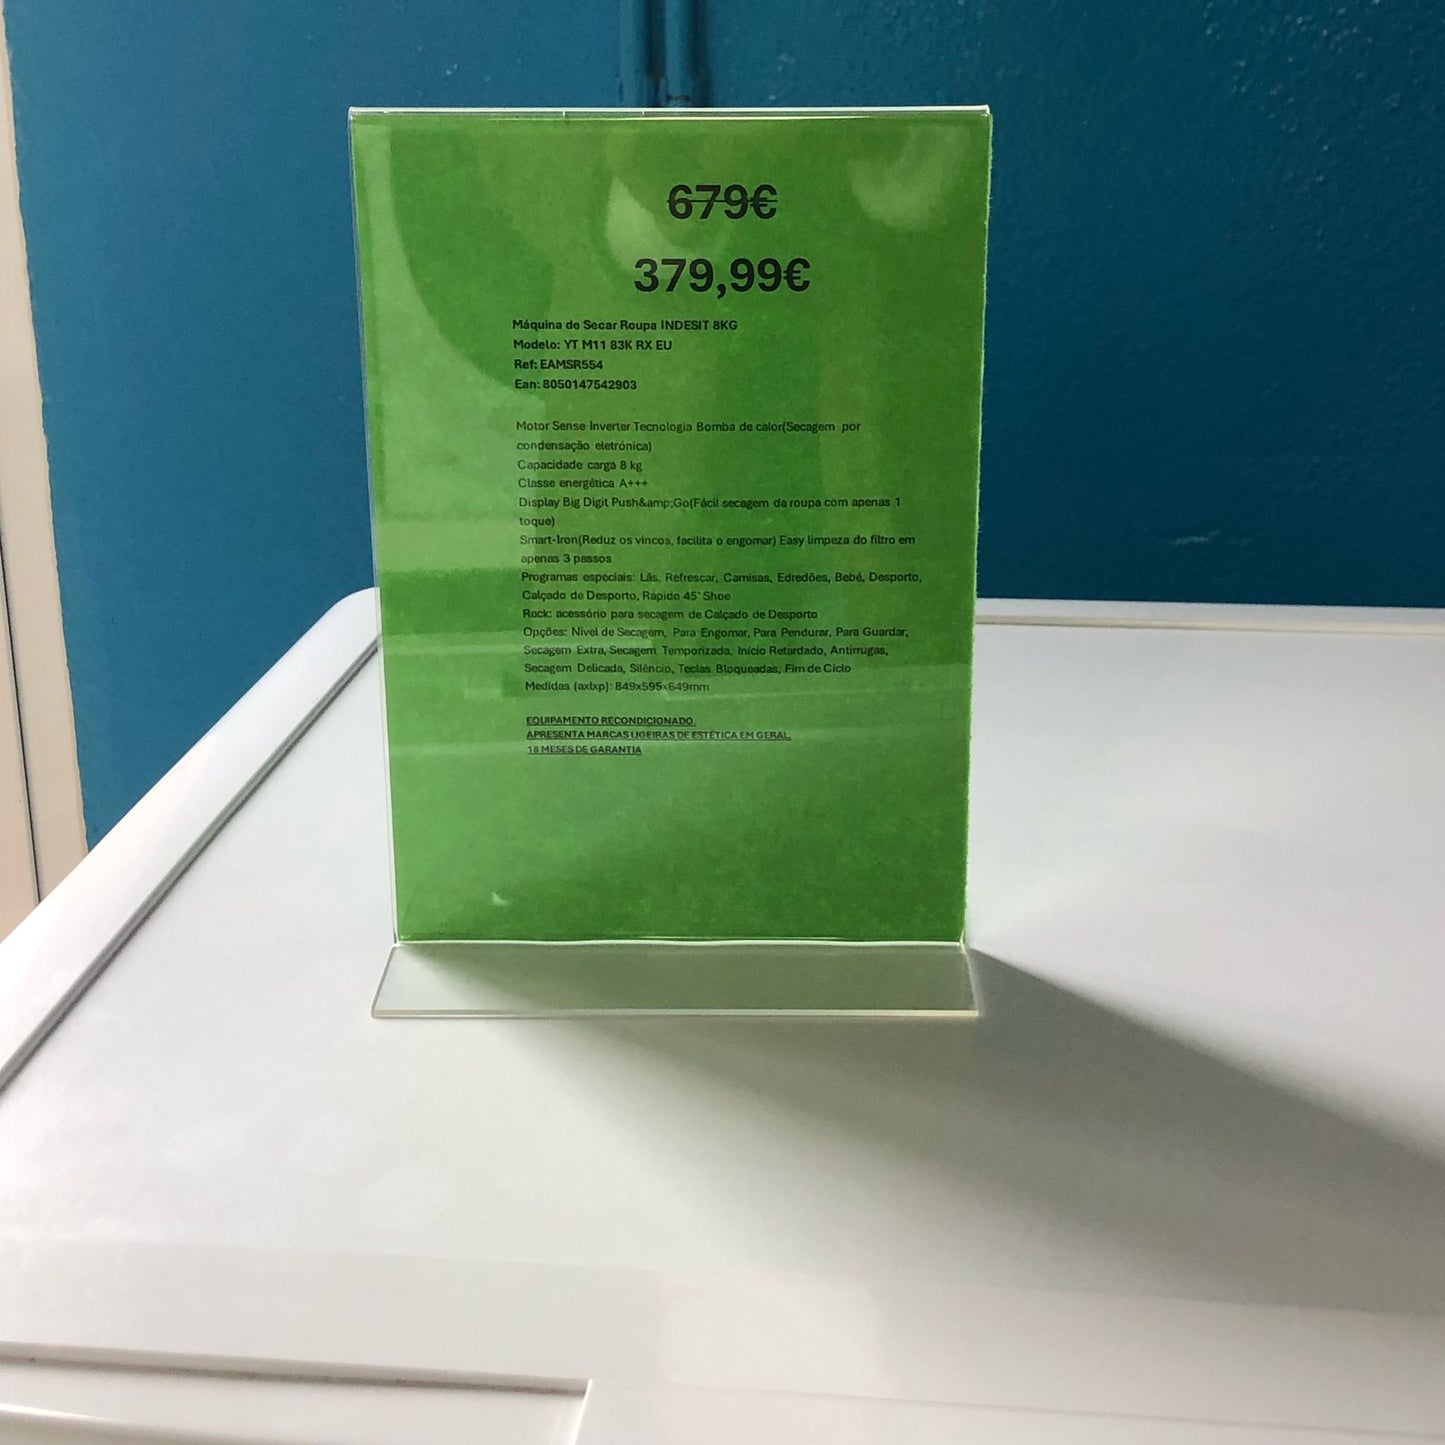 679€
379,99€
Máquina de Secar Roupa INDESIT 8KG
Modelo: YT M11 83K RX EU
Ref: EAMSR554
Ean: 8050147542903
Motor Sense Inverter Tecnologia Bomba de calor(Secagem por
condensação eletrónica)
Capacidade carga 8 kg
Classe energética A+++
Display Big Digit Push&amp;Go(Fácil secagem da roupa com apenas 1
toque)
Smart-Iron(Reduz os vincos, facilita o engomar) Easy limpeza do filtro em
apenas 3 passos
Programas especiais: Lãs, Refrescar, Camisas, Edredões, Bebé, Desporto,
Calçado de Desporto, Rápido 45' Shoe
Rack: acessório para secagem de Calçado de Desporto
Opções: Nível de Secagem, Para Engomar, Para Pendurar, Para Guardar,
Secagem Extra, Secagem Temporizada, Início Retardado, Antirrugas,
Secagem Delicada, Silêncio, Teclas Bloqueadas, Fim de Ciclo
Medidas (axlxp): 849x595x649mm
EQUIPAMENTO RECONDICIONADO.
APRESENTA MARCAS LIGEIRAS DE ESTÉTICA EM GERAL.
18 MESES DE GARANTIA